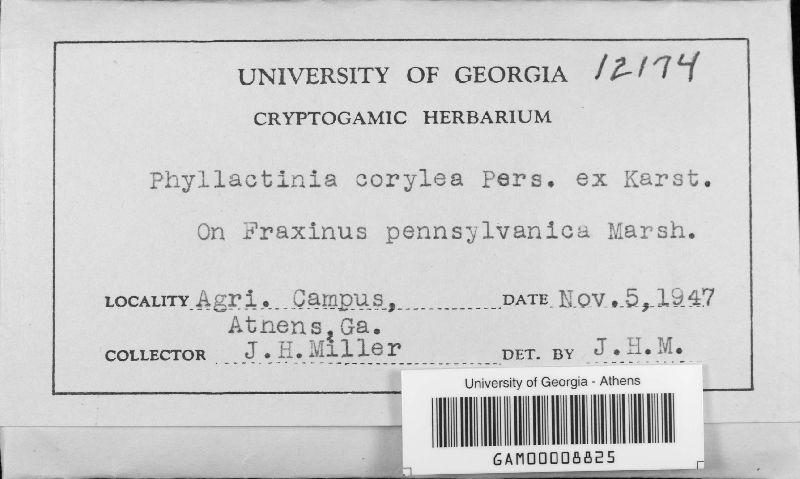 UNIVERSITY OF GEORGIA 12174
CRYPTOGAMIC HERBARIUM
Phyllactinia corylea Pers. ex Karst.
On Fraxinus pennsylvanica Marsh.
LOCALITY Agri. Campus, DATE Nov.5,1947
Athens,Ga.
COLLECTOR J.H.Miller DET. BY J.H.M.
University of Georgia - Athens
GAM00008825